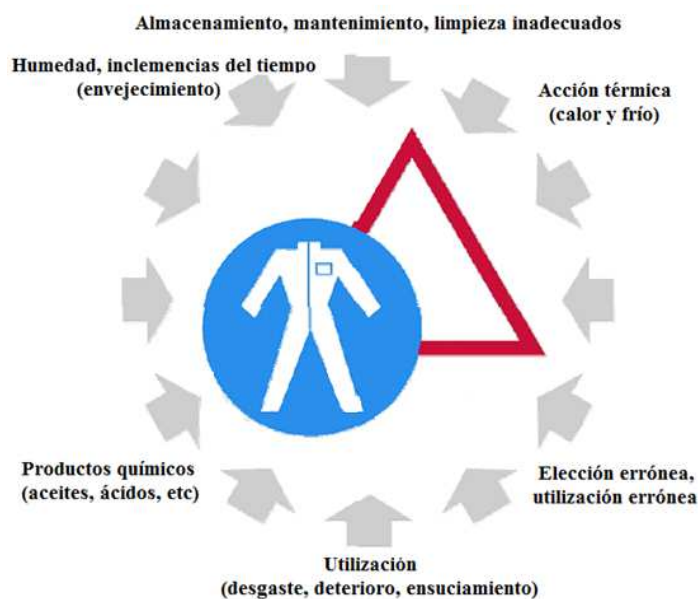 Almacenamiento, mantenimiento, limpieza inadecuados
Humedad, inclemencias del tiempo
(envejecimiento)
Acción térmica
(calor y frío)
Productos químicos
(aceites, ácidos, etc)
Elección errónea,
utilización errónea
Utilización
(desgaste, deterioro, ensuciamiento)